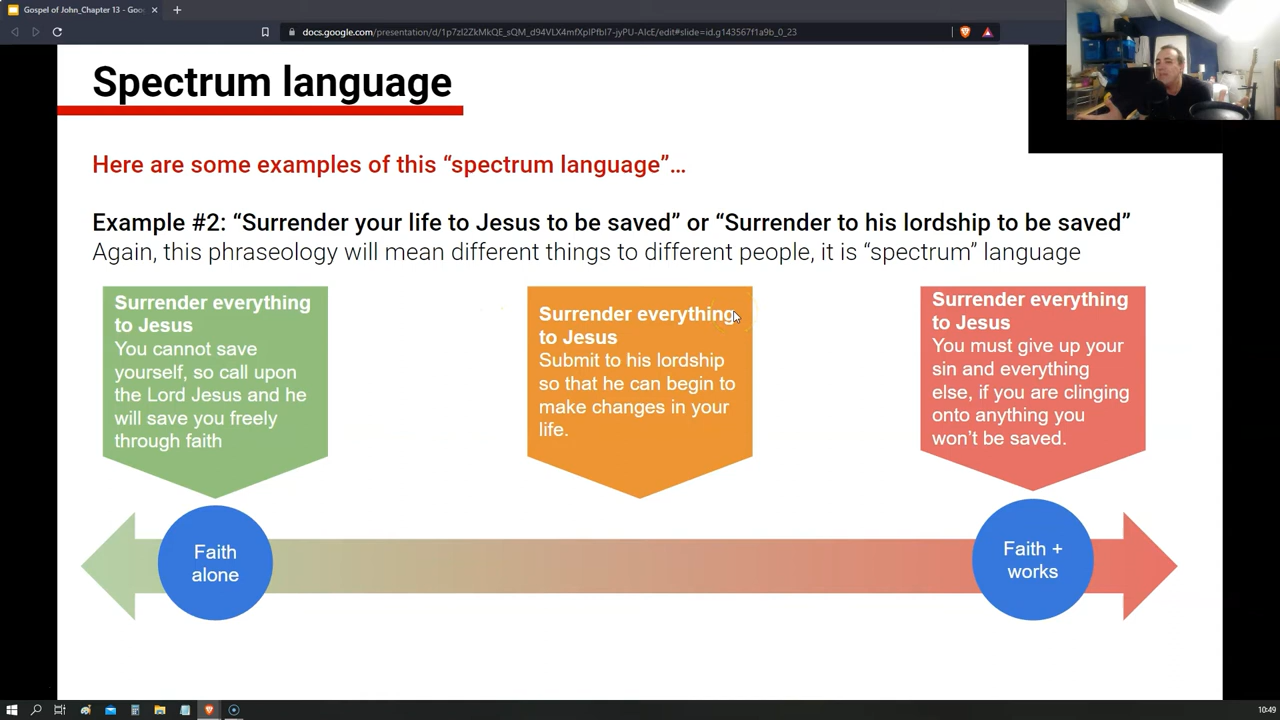 Gospel of John_Chapter 13 - Goo
docs.google.com/presentation/d/1p7zl2ZkMkQE_sQM_d94VLX4mfXplPfbI7-jyPU-AIcE/edit#slide=id.g143567f1a9b_0_23
Spectrum language
Here are some examples of this “spectrum language”…
Example #2: “Surrender your life to Jesus to be saved” or “Surrender to his lordship to be saved”
Again, this phraseology will mean different things to different people, it is “spectrum” language
Surrender everything
to Jesus
You cannot save
yourself, so call upon
the Lord Jesus and he
will save you freely
through faith
Surrender everything
to Jesus
Submit to his lordship
so that he can begin to
make changes in your
life.
Surrender everything
to Jesus
You must give up your
sin and everything
else, if you are clinging
onto anything you
won’t be saved.
Faith
alone
Faith +
works
10:49